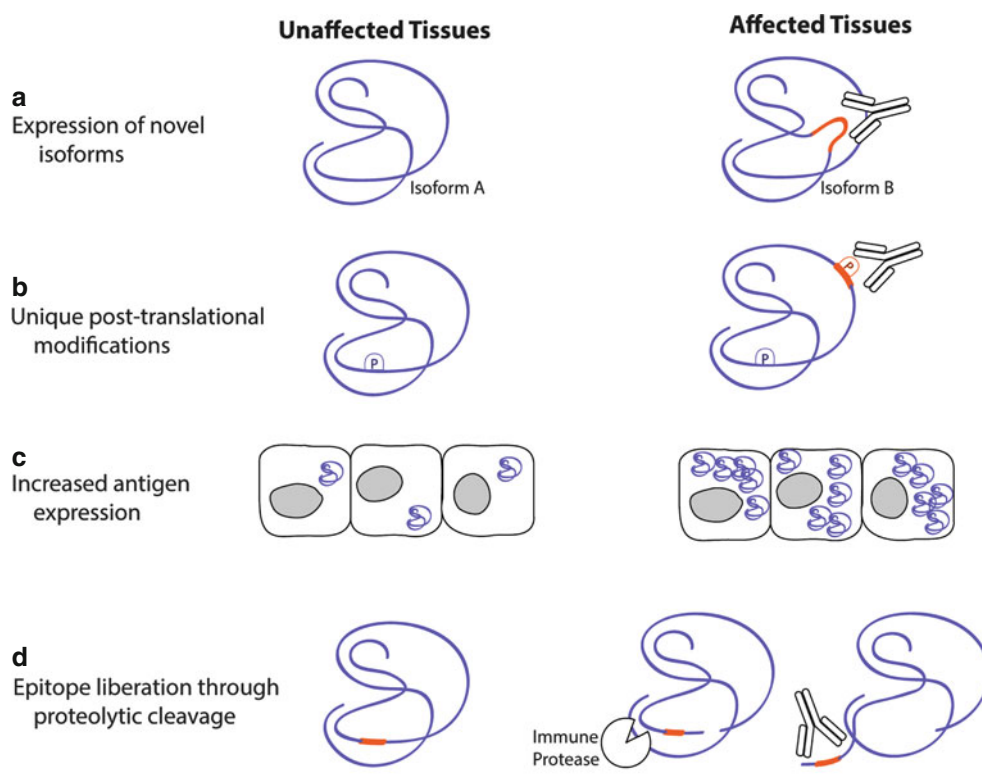 Unaffected Tissues
Affected Tissues
a
Expression of novel
isoforms
Isoform A
Isoform B
b
Unique post-translational
modifications
P
P
P
c
Increased antigen
expression
d
Epitope liberation through
proteolytic cleavage
Immune
Protease